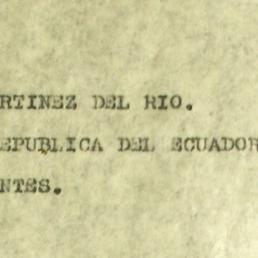 RTINEZ DEL RIO.
EPUBLICA DEL ECUADOR
NTES.